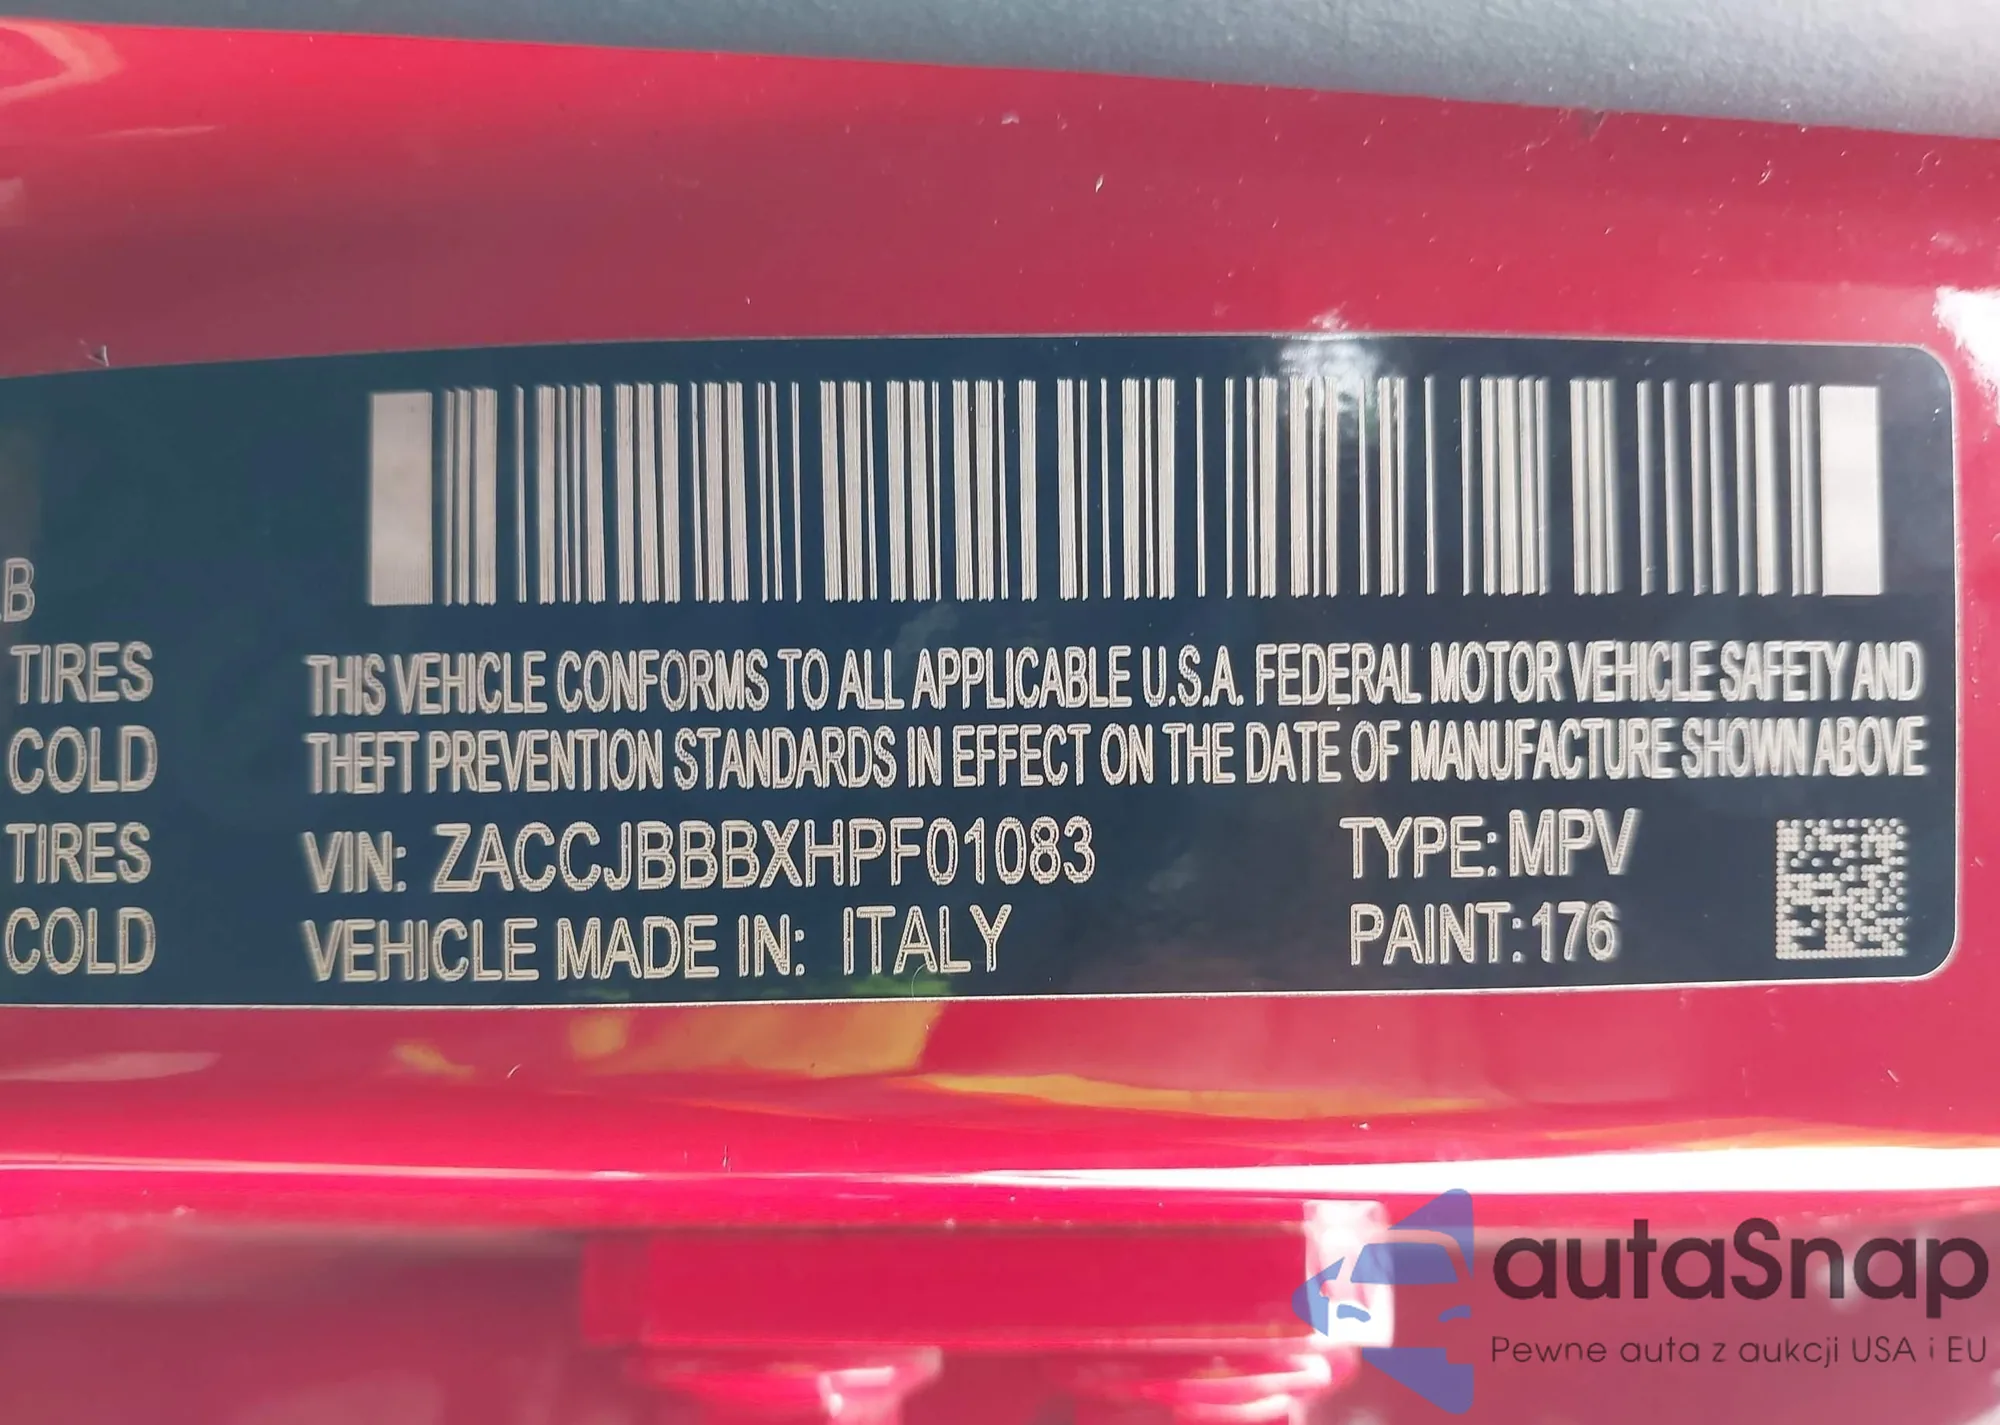 B
TIRES
COLD
TIRES
COLD
THIS VEHICLE CONFORMS TO ALL APPLICABLE U.S.A. FEDERAL MOTOR VEHICLE SAFETY AND
THEFT PREVENTION STANDARDS IN EFFECT ON THE DATE OF MANUFACTURE SHOWN ABOVE
VIN: ZACCJBBBXHPF01083
TYPE: MPV
VEHICLE MADE IN: ITALY
PAINT: 176
autaSnap
Pewne auta z aukcji USA i EU